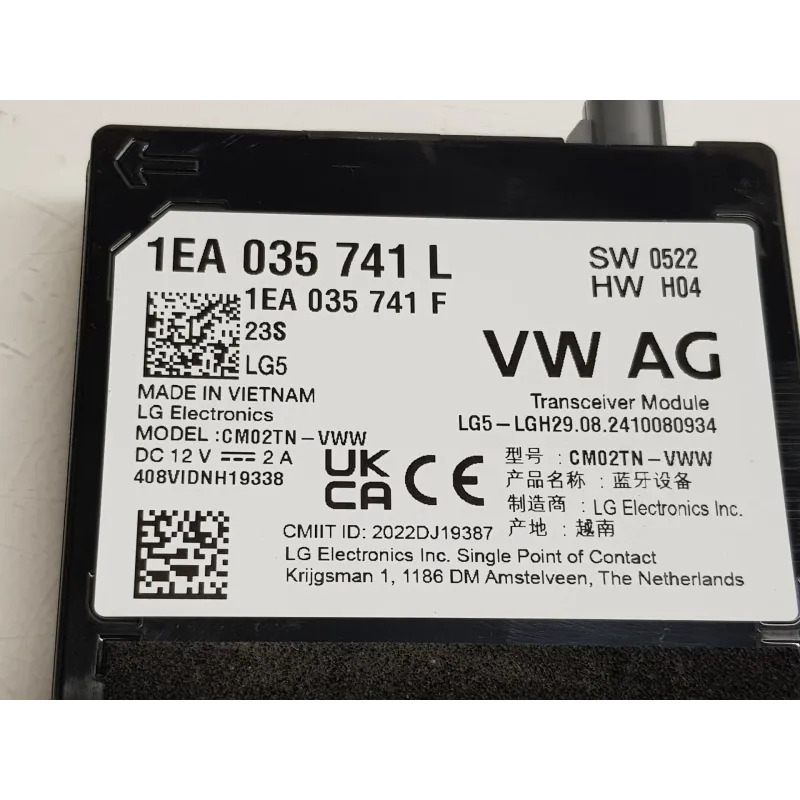 1EA 035 741 L
SW 0522
HW H04
1EA 035 741 F
23S
LG5
VW AG
MADE IN VIETNAM
LG Electronics
Transceiver Module
LG5-LGH29.08.2410080934
MODEL :CM02TN-VWW
DC 12 V ⎓ 2 A
408VIDNH19338
UK
CA CE
型号：CM02TN-VWW
产品名称：蓝牙设备
制造商：LG Electronics Inc.
产地：越南
CMIIT ID: 2022DJ19387
LG Electronics Inc. Single Point of Contact
Krijgsman 1, 1186 DM Amstelveen, The Netherlands